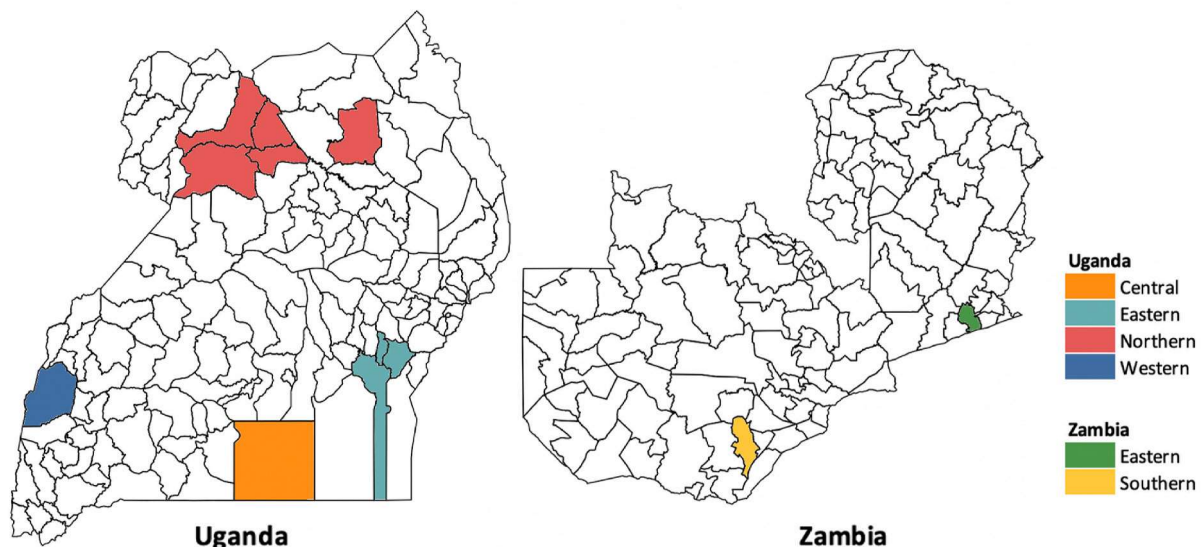 Uganda
Central
Eastern
Northern
Western
Zambia
Eastern
Southern
Uganda
Zambia